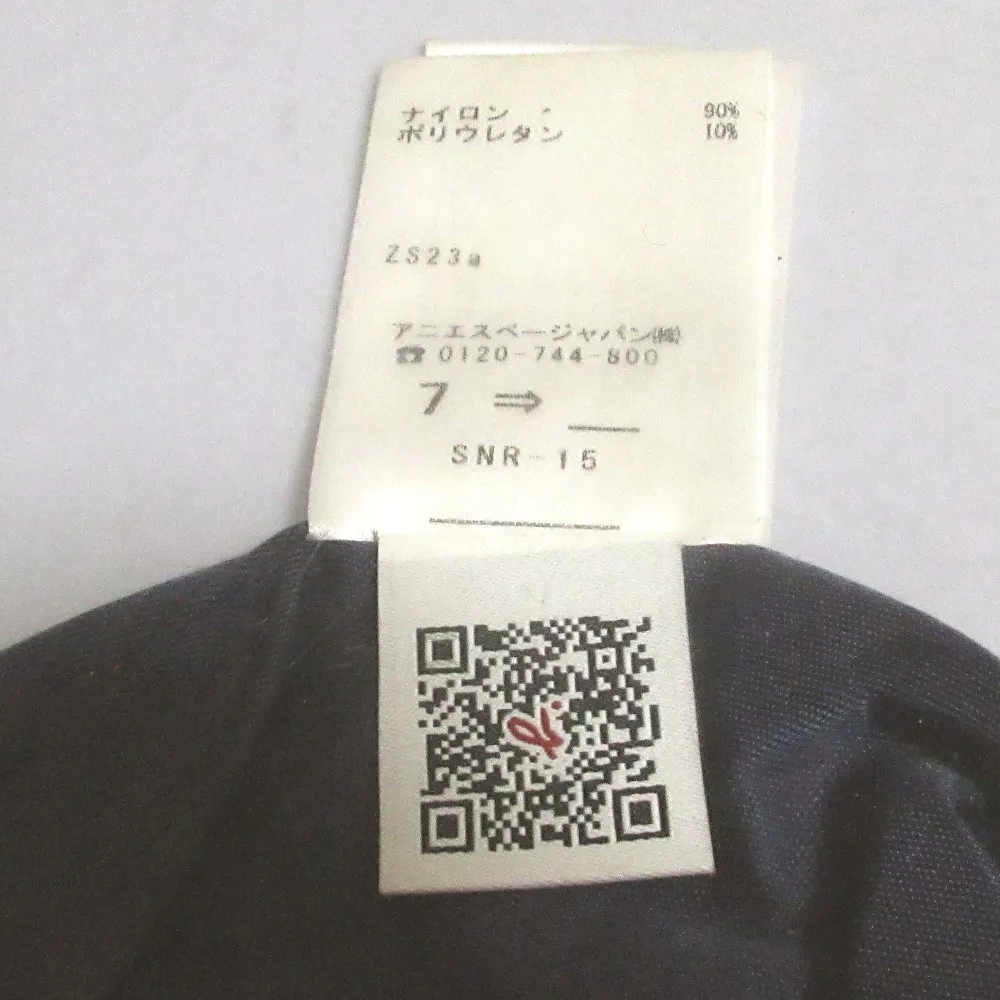 ナイロン 90%
ポリウレタン 10%
ZS23a
アニエスベージャパン㈱
☎ 0120-744-800
7 ⇒ __
SNR-15
b.